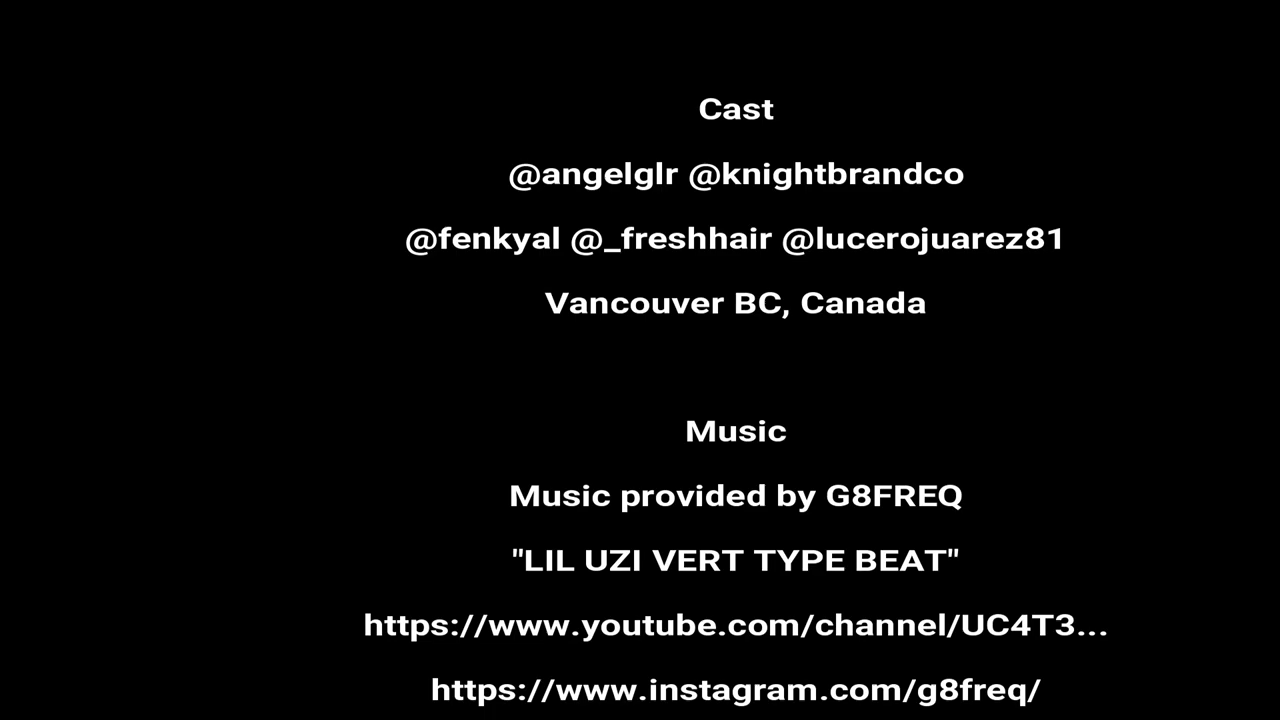 Cast
@angelglr @knightbrandco
@fenkyal @_freshhair @lucerojuarez81
Vancouver BC, Canada
Music
Music provided by G8FREQ
"LIL UZI VERT TYPE BEAT"
https://www.youtube.com/channel/UC4T3...
https://www.instagram.com/g8freq/